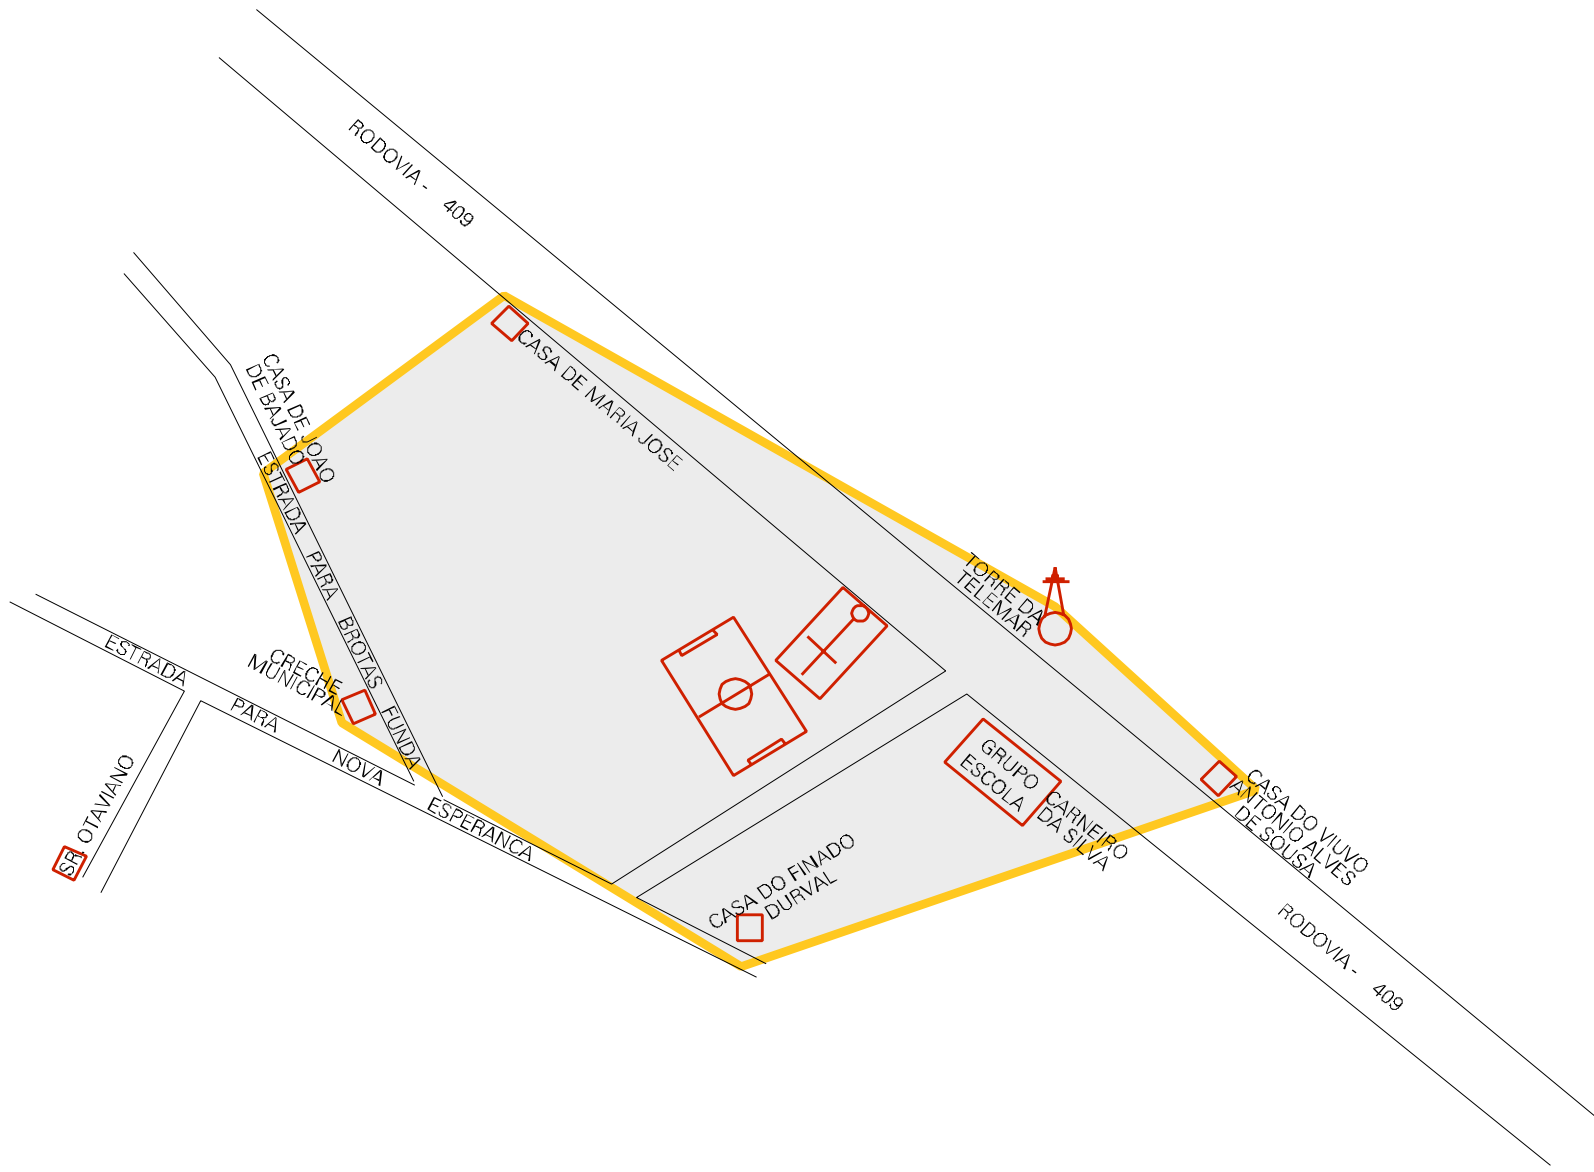 RODOVIA - 409
CASA DE MARIA JOSE
CASA DE JOAO
DE BAJADO
ESTRADA PARA BROTAS FUNDA
TORRE DA
TELEMAR
CRECHE
MUNICIPAL
ESTRADA PARA NOVA ESPERANCA
SR. OTAVIANO
GRUPO
ESCOLA
CARNEIRO
DA SILVA
CASA DO FINADO
DURVAL
CASA DO VIUVO
ANTONIO ALVES
DE SOUSA
RODOVIA - 409